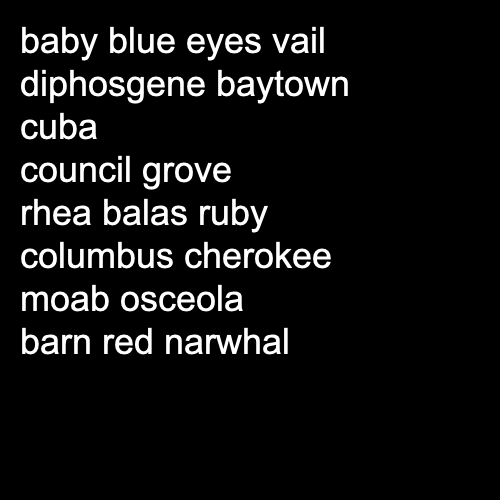 baby blue eyes vail
diphosgene baytown
cuba
council grove
rhea balas ruby
columbus cherokee
moab osceola
barn red narwhal